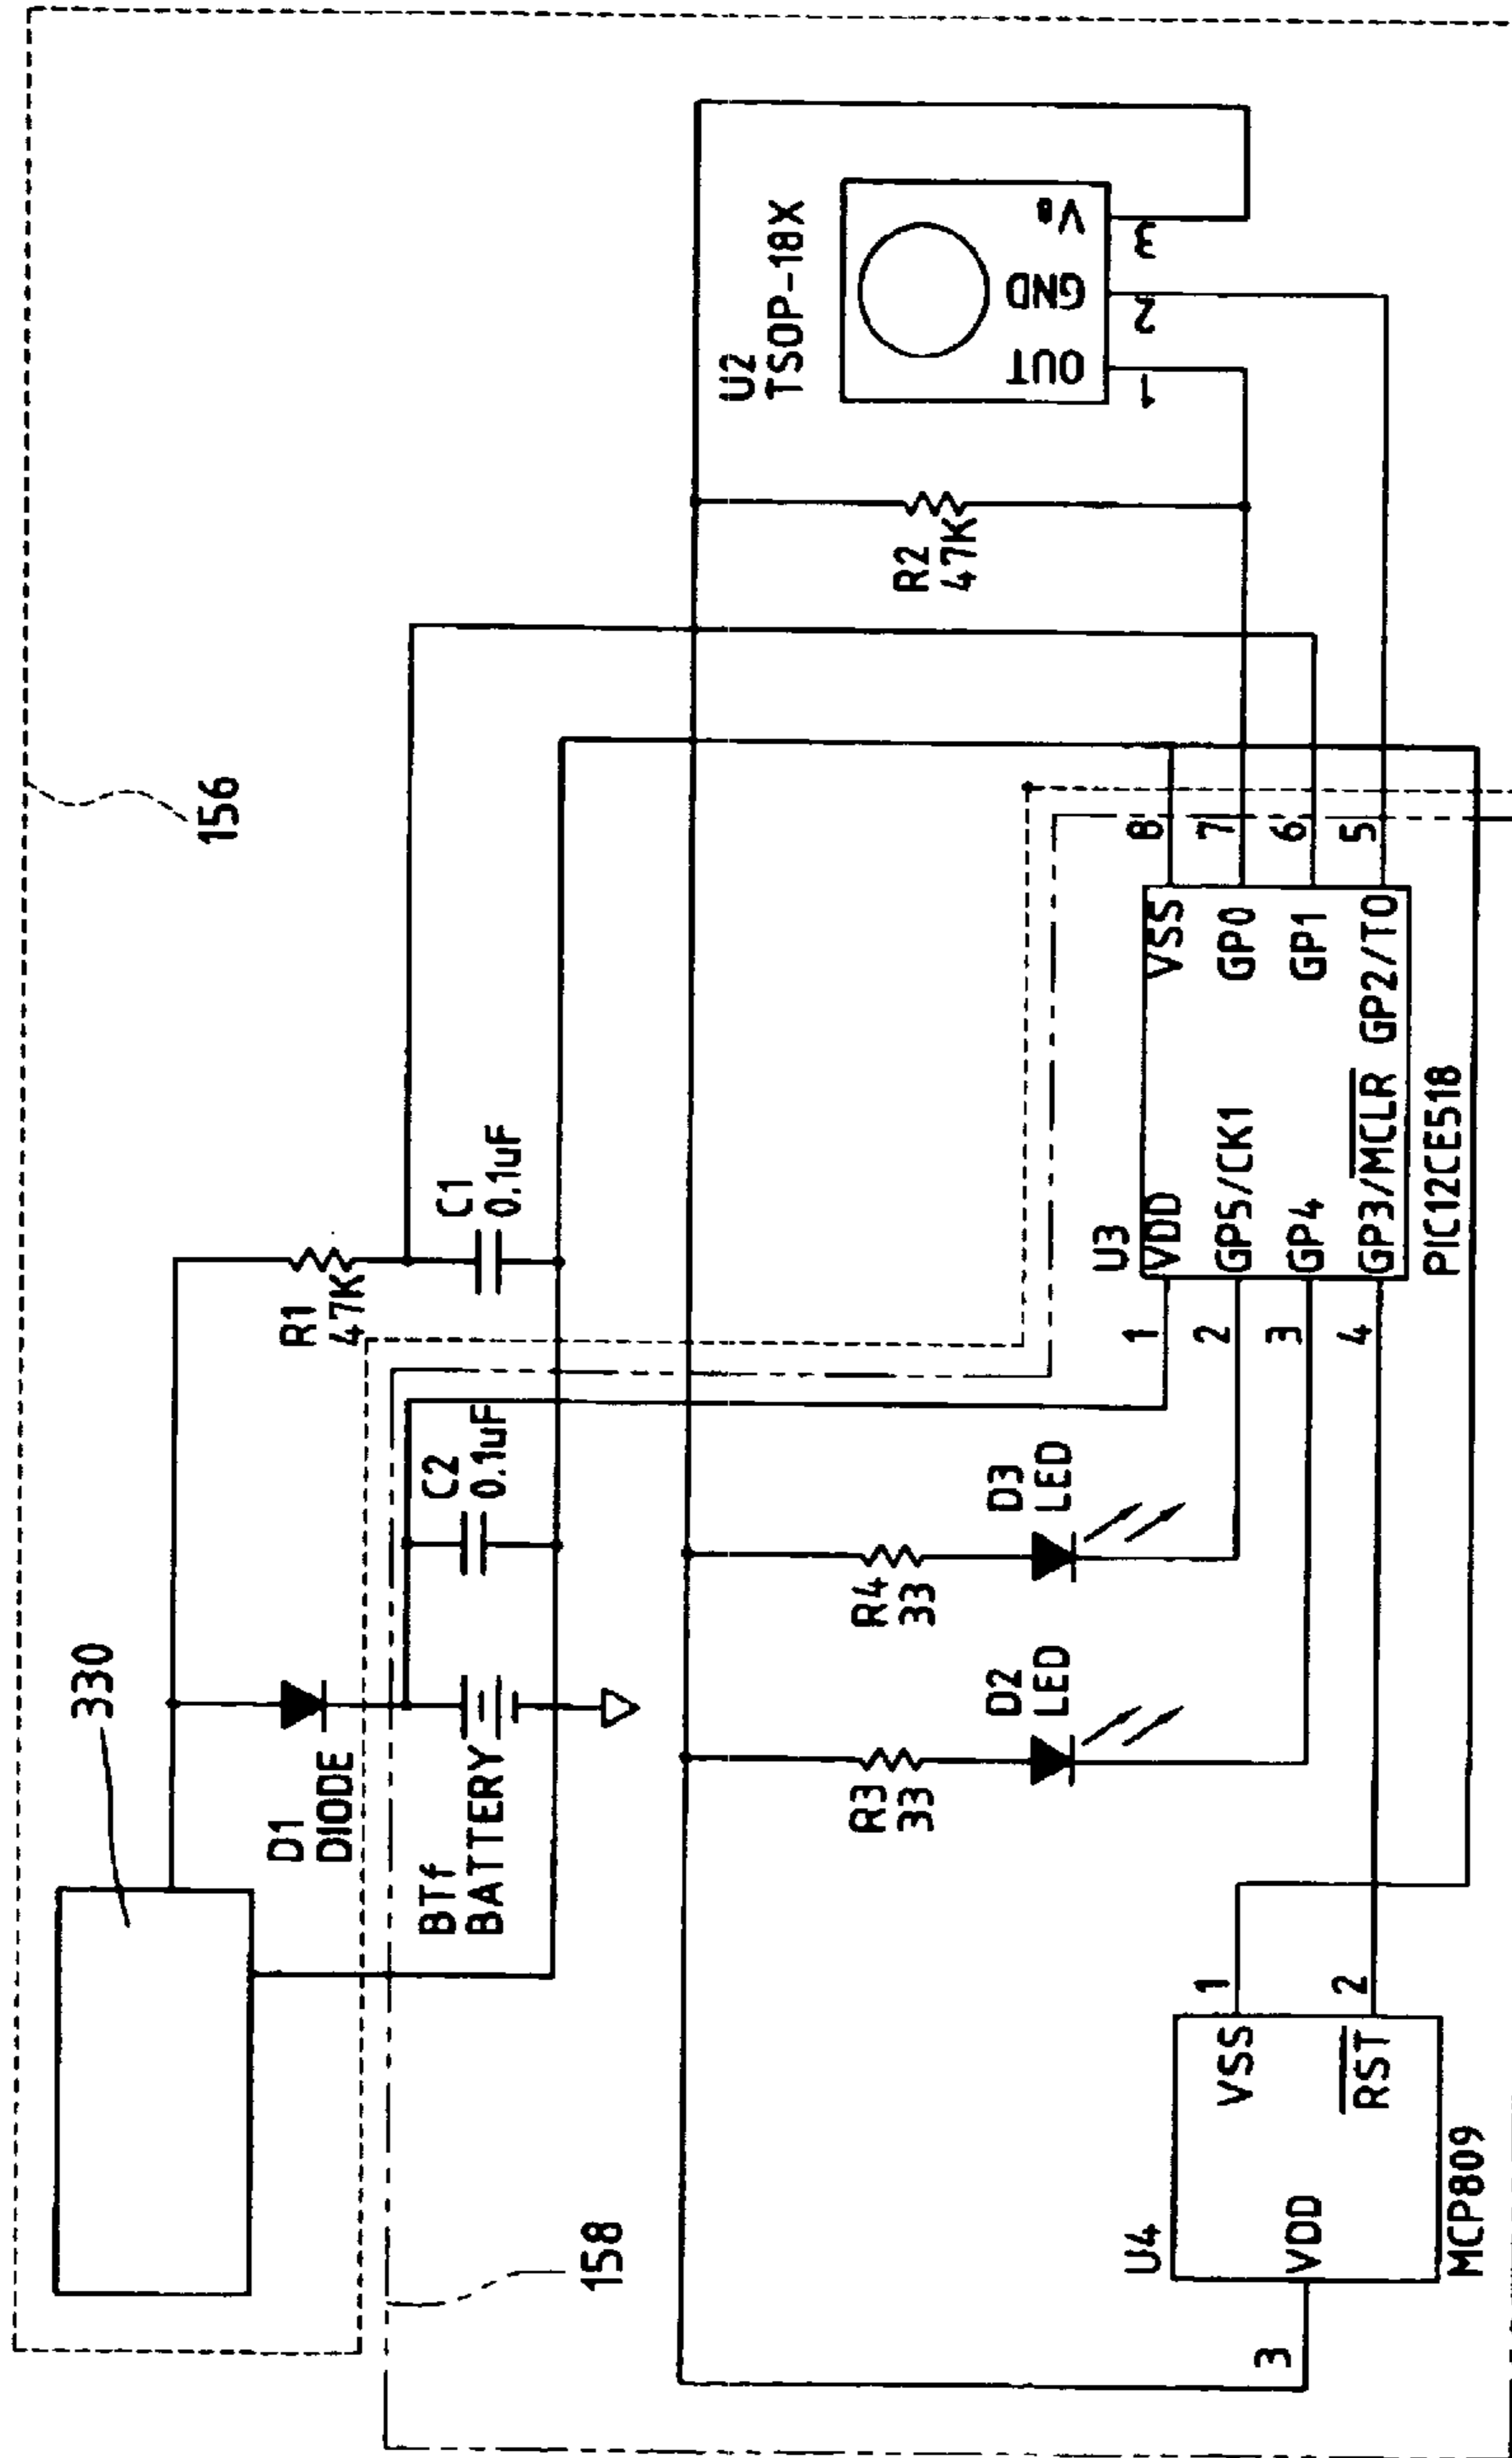 330
156
D1
DIODE
R1
47K
BTf
BATTERY
C2
0.1uF
C1
0.1uF
158
U2
TSOP-18X
OUT
GND
VB
1
2
3
R2
47K
R3
33
R4
33
D2
LED
D3
LED
U3
VDD
VSS
GP5/CK1
GP0
GP4
GP1
GP3/MCLR GP2/T0
1
2
3
4
8
7
6
5
PIC12CE518
U4
VSS
VDD
RST
1
2
3
MCP809